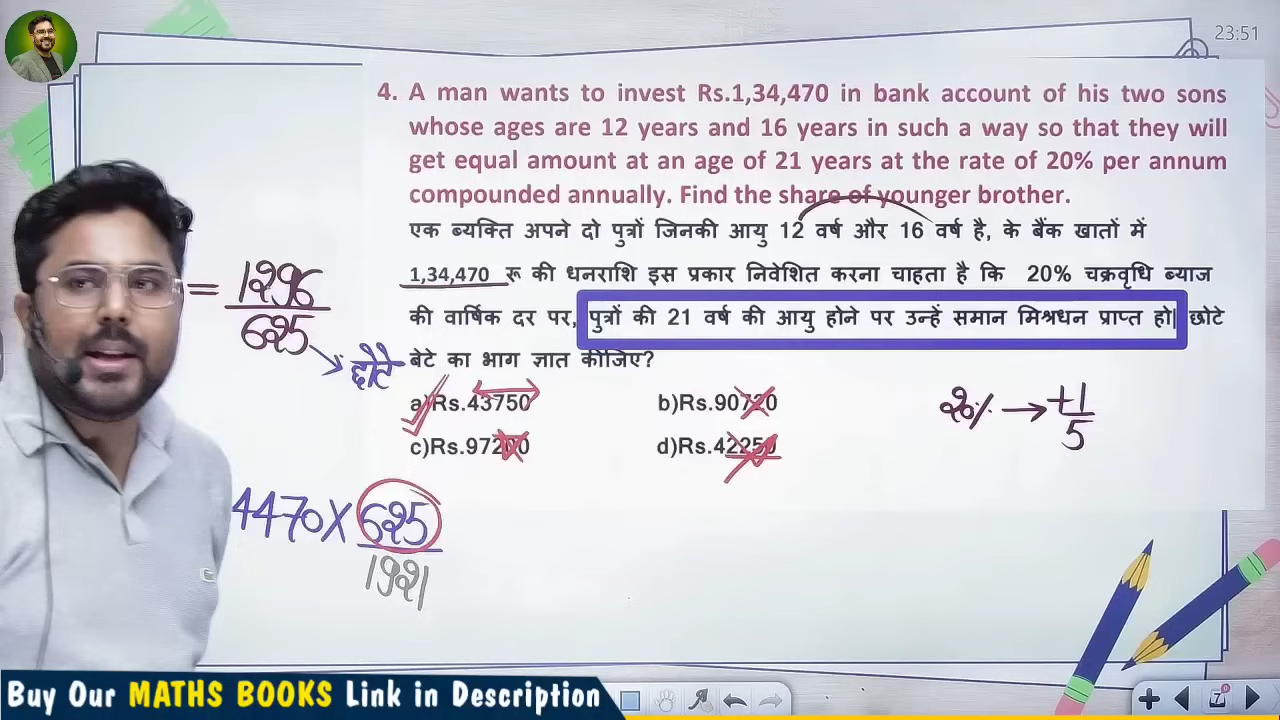 23:51
4. A man wants to invest Rs.1,34,470 in bank account of his two sons
whose ages are 12 years and 16 years in such a way so that they will
get equal amount at an age of 21 years at the rate of 20% per annum
compounded annually. Find the share of younger brother.
एक ब्यक्ति अपने दो पुत्रों जिनकी आयु 12 वर्ष और 16 वर्ष है, के बैंक खातों में
1,34,470 रू की धनराशि इस प्रकार निवेशित करना चाहता है कि 20% चक्रवृधि ब्याज
की वार्षिक दर पर, पुत्रों की 21 वर्ष की आयु होने पर उन्हें समान मिश्रधन प्राप्त हो| छोटे
बेटे का भाग ज्ञात कीजिए?
= 1296
625
छोटे
a)Rs.43750 b)Rs.90720
c)Rs.97200 d)Rs.42250
20% → +1
5
4470 X 625
1921
Buy Our MATHS BOOKS Link in Description
7